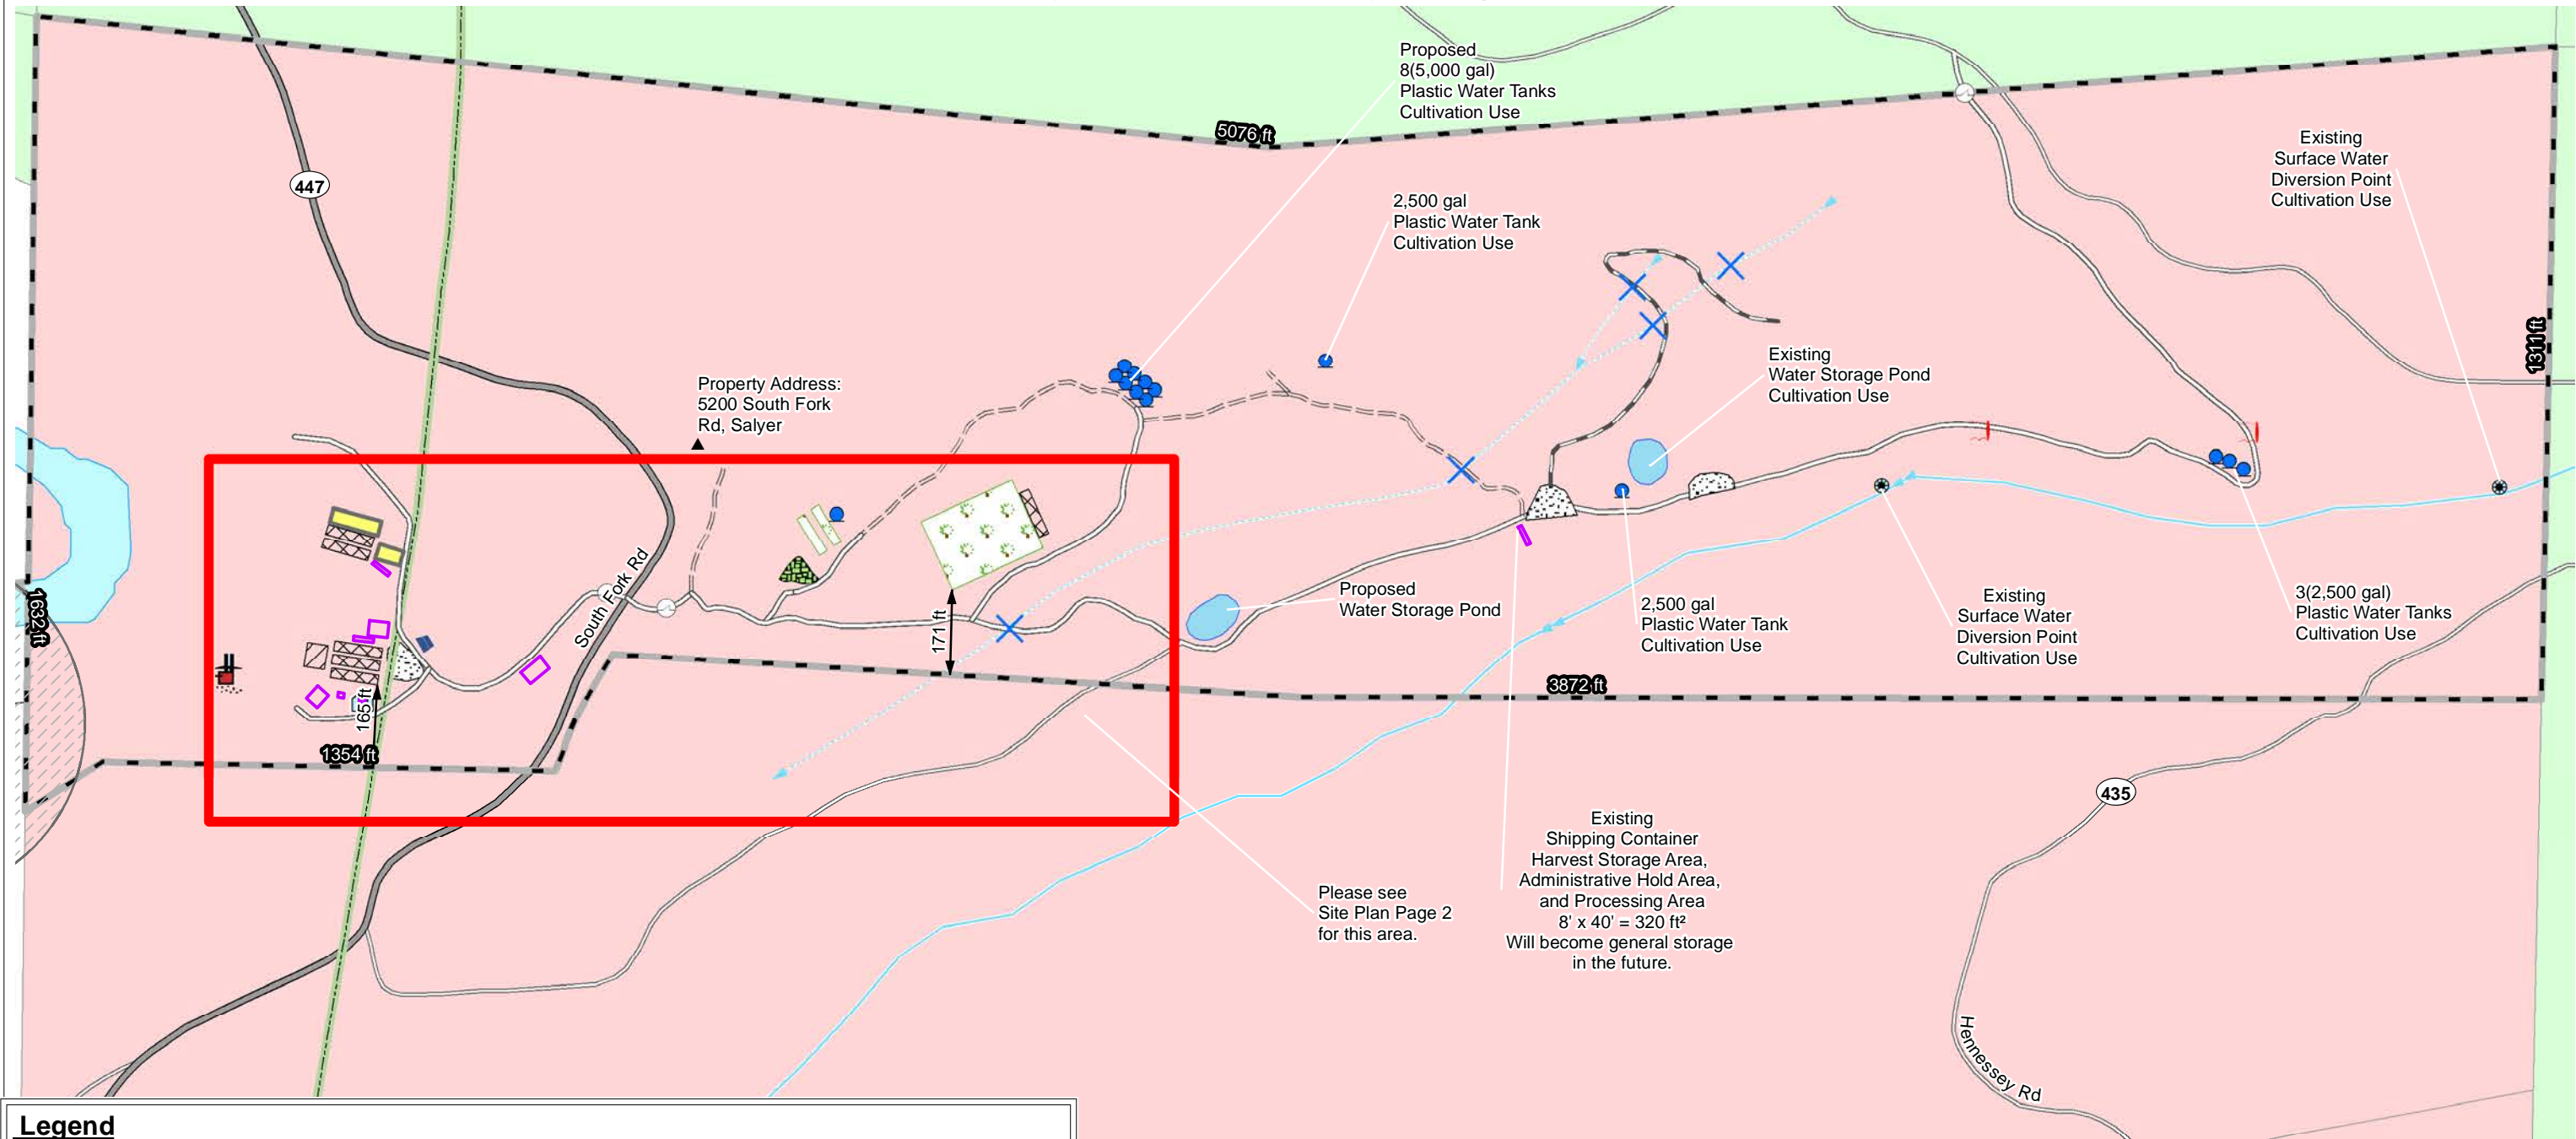 Proposed
8(5,000 gal)
Plastic Water Tanks
Cultivation Use
5076 ft
Existing
Surface Water
Diversion Point
Cultivation Use
447
2,500 gal
Plastic Water Tank
Cultivation Use
1311 ft
Existing
Water Storage Pond
Cultivation Use
Property Address:
5200 South Fork
Rd, Salyer
South Fork Rd
1632 ft
171 ft
Proposed
Water Storage Pond
2,500 gal
Plastic Water Tank
Cultivation Use
Existing
Surface Water
Diversion Point
Cultivation Use
3(2,500 gal)
Plastic Water Tanks
Cultivation Use
165 ft
1354 ft
3872 ft
435
Existing
Shipping Container
Harvest Storage Area,
Administrative Hold Area,
and Processing Area
8' x 40' = 320 ft²
Will become general storage
in the future.
Please see
Site Plan Page 2
for this area.
Hennessey Rd
Legend